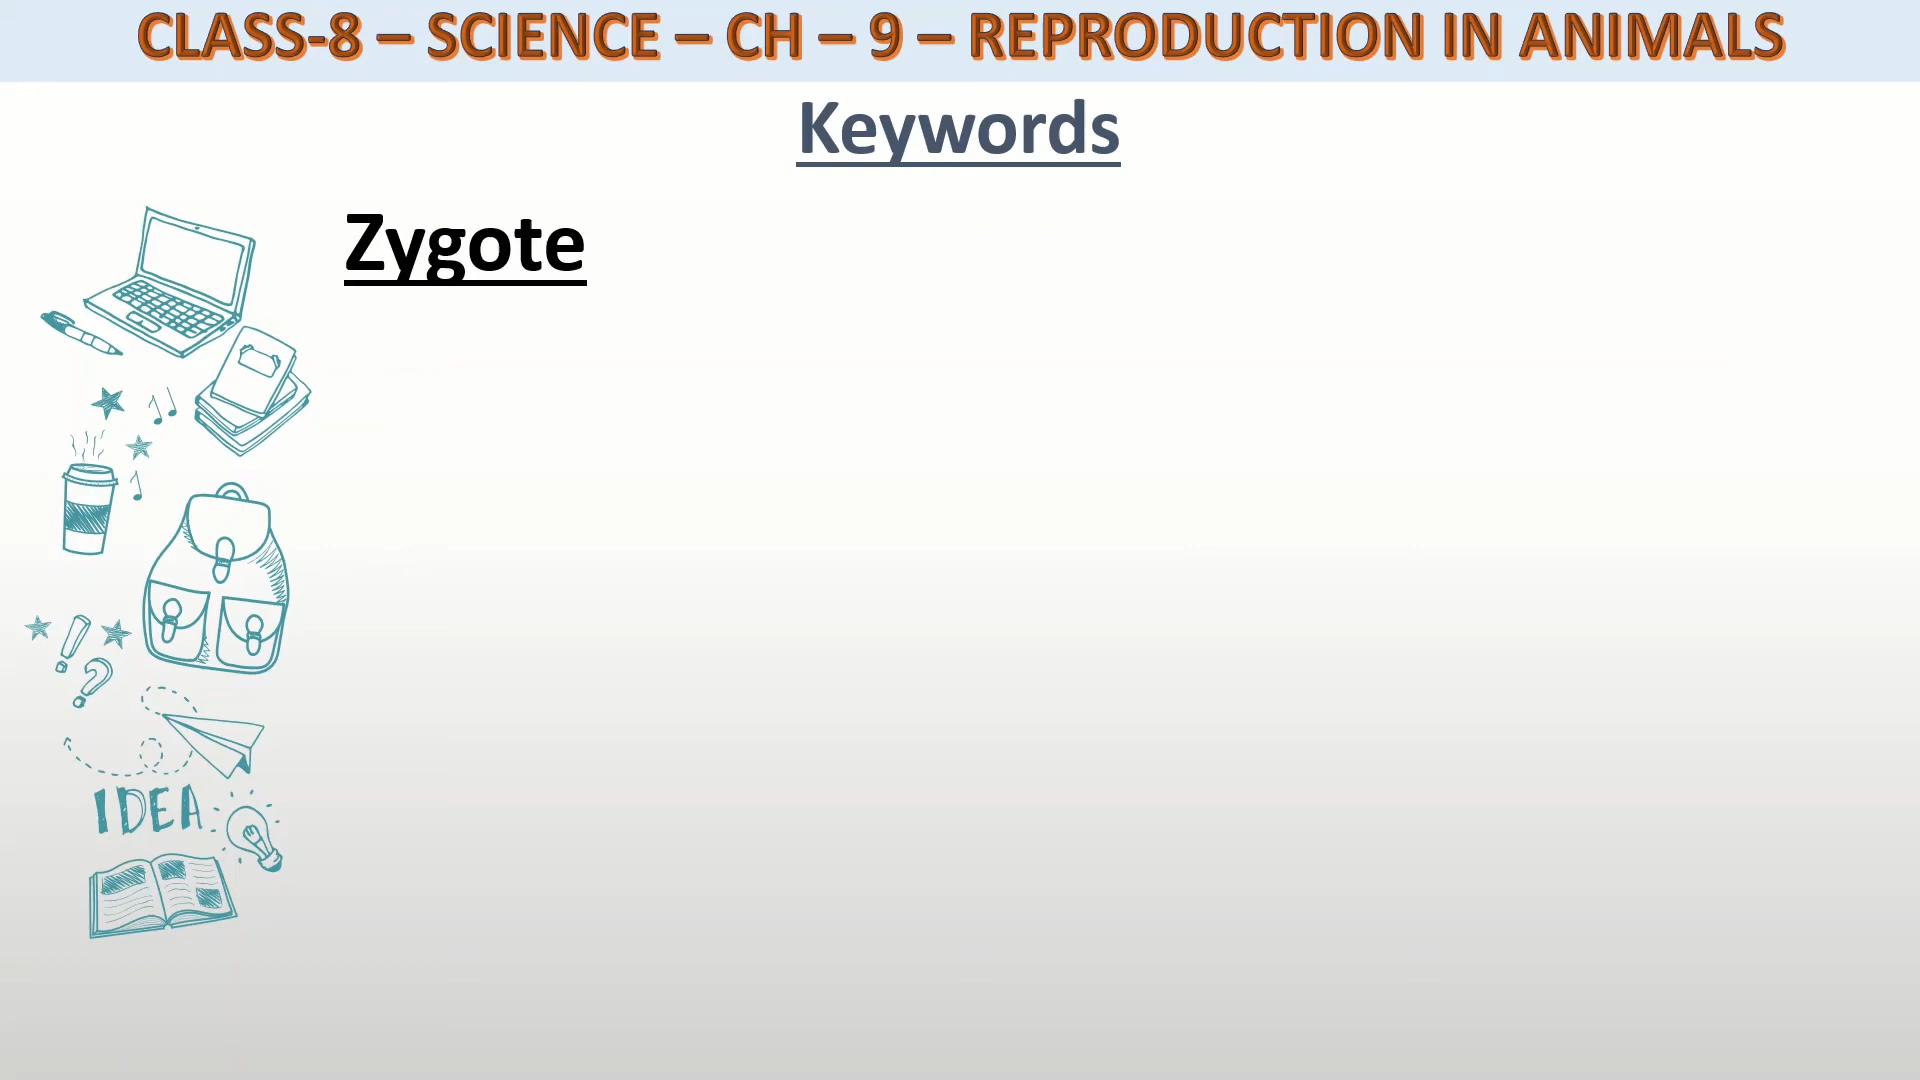 CLASS-8 – SCIENCE – CH – 9 – REPRODUCTION IN ANIMALS
Keywords
Zygote
IDEA